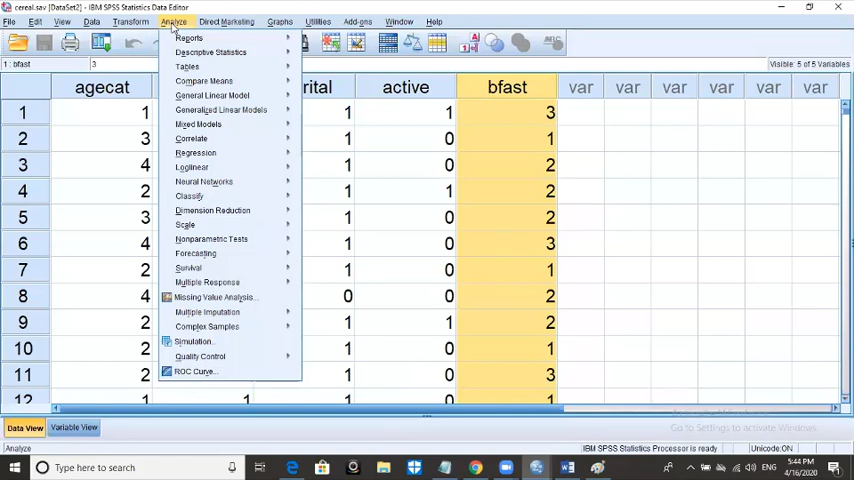 cereal.sav [DataSet2] - IBM SPSS Statistics Data Editor
File Edit View Data Transform Analyze Direct Marketing Graphs Utilities Add-ons Window Help
1 : bfast 3 Visible: 5 of 5 Variables
agecat rital active bfast var var var var var var
Reports
Descriptive Statistics
Tables
Compare Means
General Linear Model
Generalized Linear Models
Mixed Models
Correlate
Regression
Loglinear
Neural Networks
Classify
Dimension Reduction
Scale
Nonparametric Tests
Forecasting
Survival
Multiple Response
Missing Value Analysis...
Multiple Imputation
Complex Samples
Simulation...
Quality Control
ROC Curve...
1 1 1 1 3
2 3 1 0 1
3 4 1 0 2
4 2 1 1 2
5 3 1 0 2
6 4 1 0 3
7 2 1 0 1
8 4 0 0 2
9 2 1 1 2
10 2 1 0 1
11 2 1 0 3
12 1 1 1 0 1
Go to Settings to activate Windows.
Data View Variable View
Analyze IBM SPSS Statistics Processor is ready Unicode:ON
Type here to search ENG 5:44 PM
4/16/2020